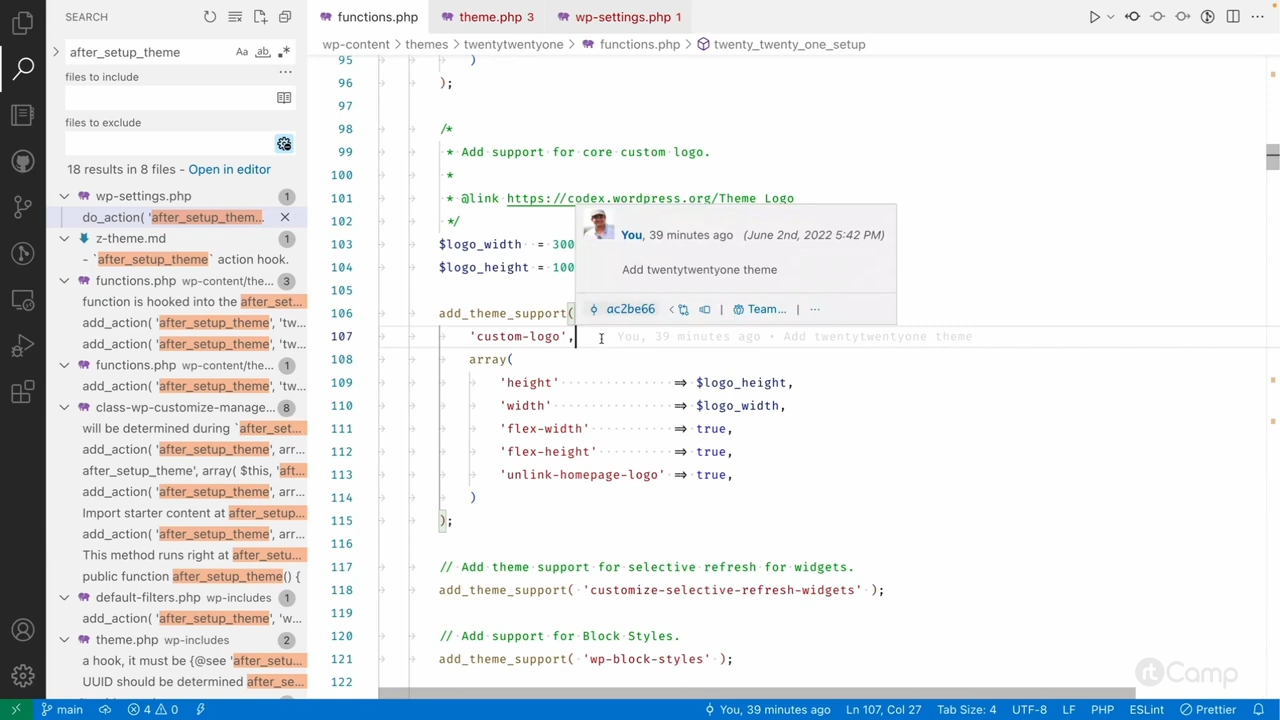 SEARCH
after_setup_theme
Aa
ab
files to include
files to exclude
18 results in 8 files - Open in editor
wp-settings.php 1
do_action( 'after_setup_them...
z-theme.md 1
- `after_setup_theme` action hook.
functions.php wp-content/the... 3
function is hooked into the after_set...
add_action( 'after_setup_theme', 'tw...
add_action( 'after_setup_theme', 'tw...
functions.php wp-content/the... 1
add_action( 'after_setup_theme', 'tw...
class-wp-customize-manage... 8
will be determined during `after_set...
add_action( 'after_setup_theme', arr...
after_setup_theme', array( $this, 'aft...
add_action( 'after_setup_theme', arr...
Import starter content at after_setup...
add_action( 'after_setup_theme', arr...
This method runs right at after_setu...
public function after_setup_theme() {
default-filters.php wp-includes 1
add_action( 'after_setup_theme', 'w...
theme.php wp-includes 2
a hook, it must be {@see 'after_setu...
UUID should be determined after_se...
functions.php
theme.php 3
wp-settings.php 1
wp-content › themes › twentytwentyone › functions.php › twenty_twenty_one_setup
95 )
96 );
97
98 /*
99 * Add support for core custom logo.
100 *
101 * @link https://codex.wordpress.org/Theme_Logo
102 */
103 $logo_width = 300
104 $logo_height = 100
105
106 add_theme_support(
107 'custom-logo', You, 39 minutes ago • Add twentytwentyone theme
108 array(
109 'height' => $logo_height,
110 'width' => $logo_width,
111 'flex-width' => true,
112 'flex-height' => true,
113 'unlink-homepage-logo' => true,
114 )
115 );
116
117 // Add theme support for selective refresh for widgets.
118 add_theme_support( 'customize-selective-refresh-widgets' );
119
120 // Add support for Block Styles.
121 add_theme_support( 'wp-block-styles' );
122
You, 39 minutes ago (June 2nd, 2022 5:42 PM)
Add twentytwentyone theme
ac2be66 | Team... | ...
rtCamp
main 4 0 You, 39 minutes ago Ln 107, Col 27 Tab Size: 4 UTF-8 LF PHP ESLint Prettier